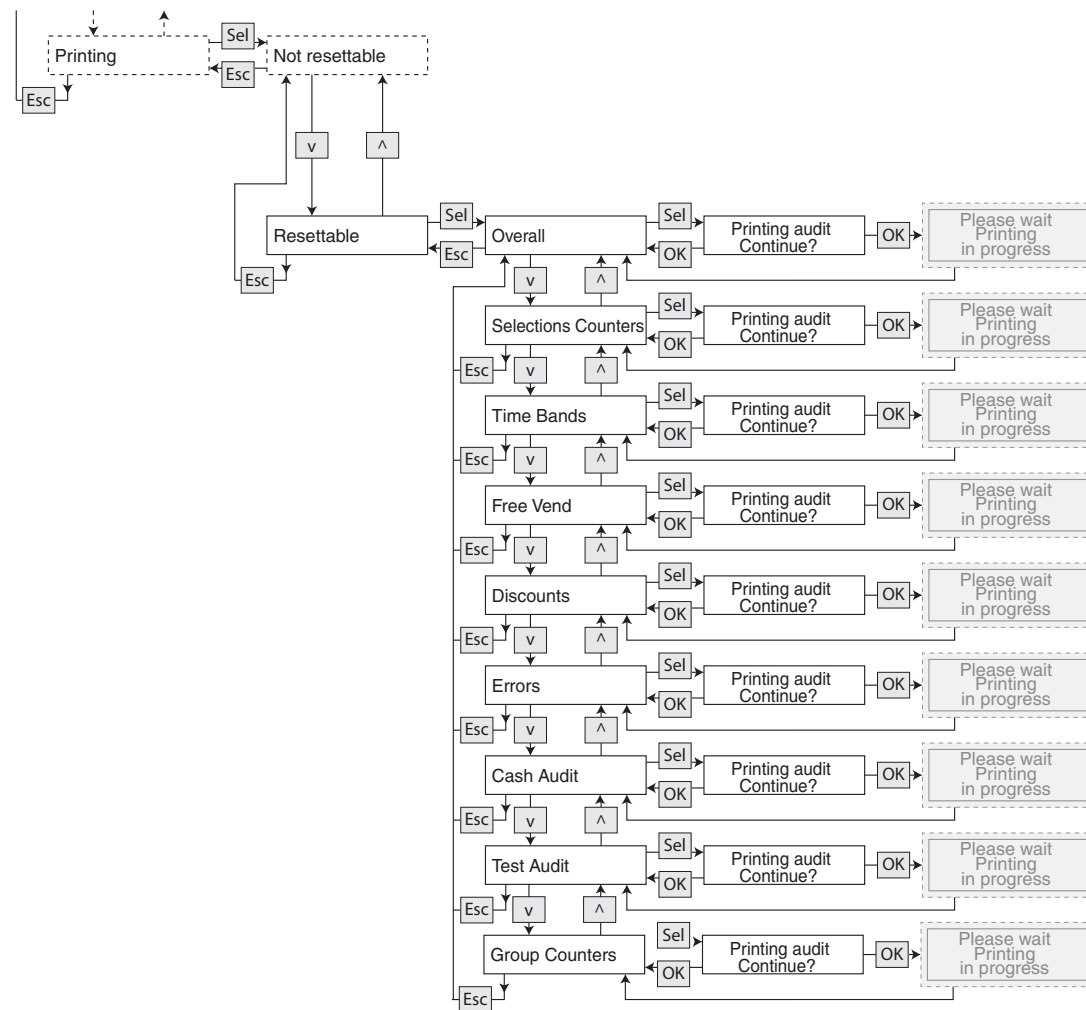 Sel
Printing
Not resettable
Esc
Esc
v
^
Sel
Resettable
Esc
Esc
Overall
Sel
OK
Printing audit
Continue?
OK
Please wait
Printing
in progress
v
^
Selections Counters
Sel
OK
Printing audit
Continue?
OK
Please wait
Printing
in progress
Esc
v
^
Time Bands
Sel
OK
Printing audit
Continue?
OK
Please wait
Printing
in progress
Esc
v
^
Free Vend
Sel
OK
Printing audit
Continue?
OK
Please wait
Printing
in progress
Esc
v
^
Discounts
Sel
OK
Printing audit
Continue?
OK
Please wait
Printing
in progress
Esc
v
^
Errors
Sel
OK
Printing audit
Continue?
OK
Please wait
Printing
in progress
Esc
v
^
Cash Audit
Sel
OK
Printing audit
Continue?
OK
Please wait
Printing
in progress
Esc
v
^
Test Audit
Sel
OK
Printing audit
Continue?
OK
Please wait
Printing
in progress
Esc
v
^
Group Counters
Sel
OK
Printing audit
Continue?
OK
Please wait
Printing
in progress
Esc